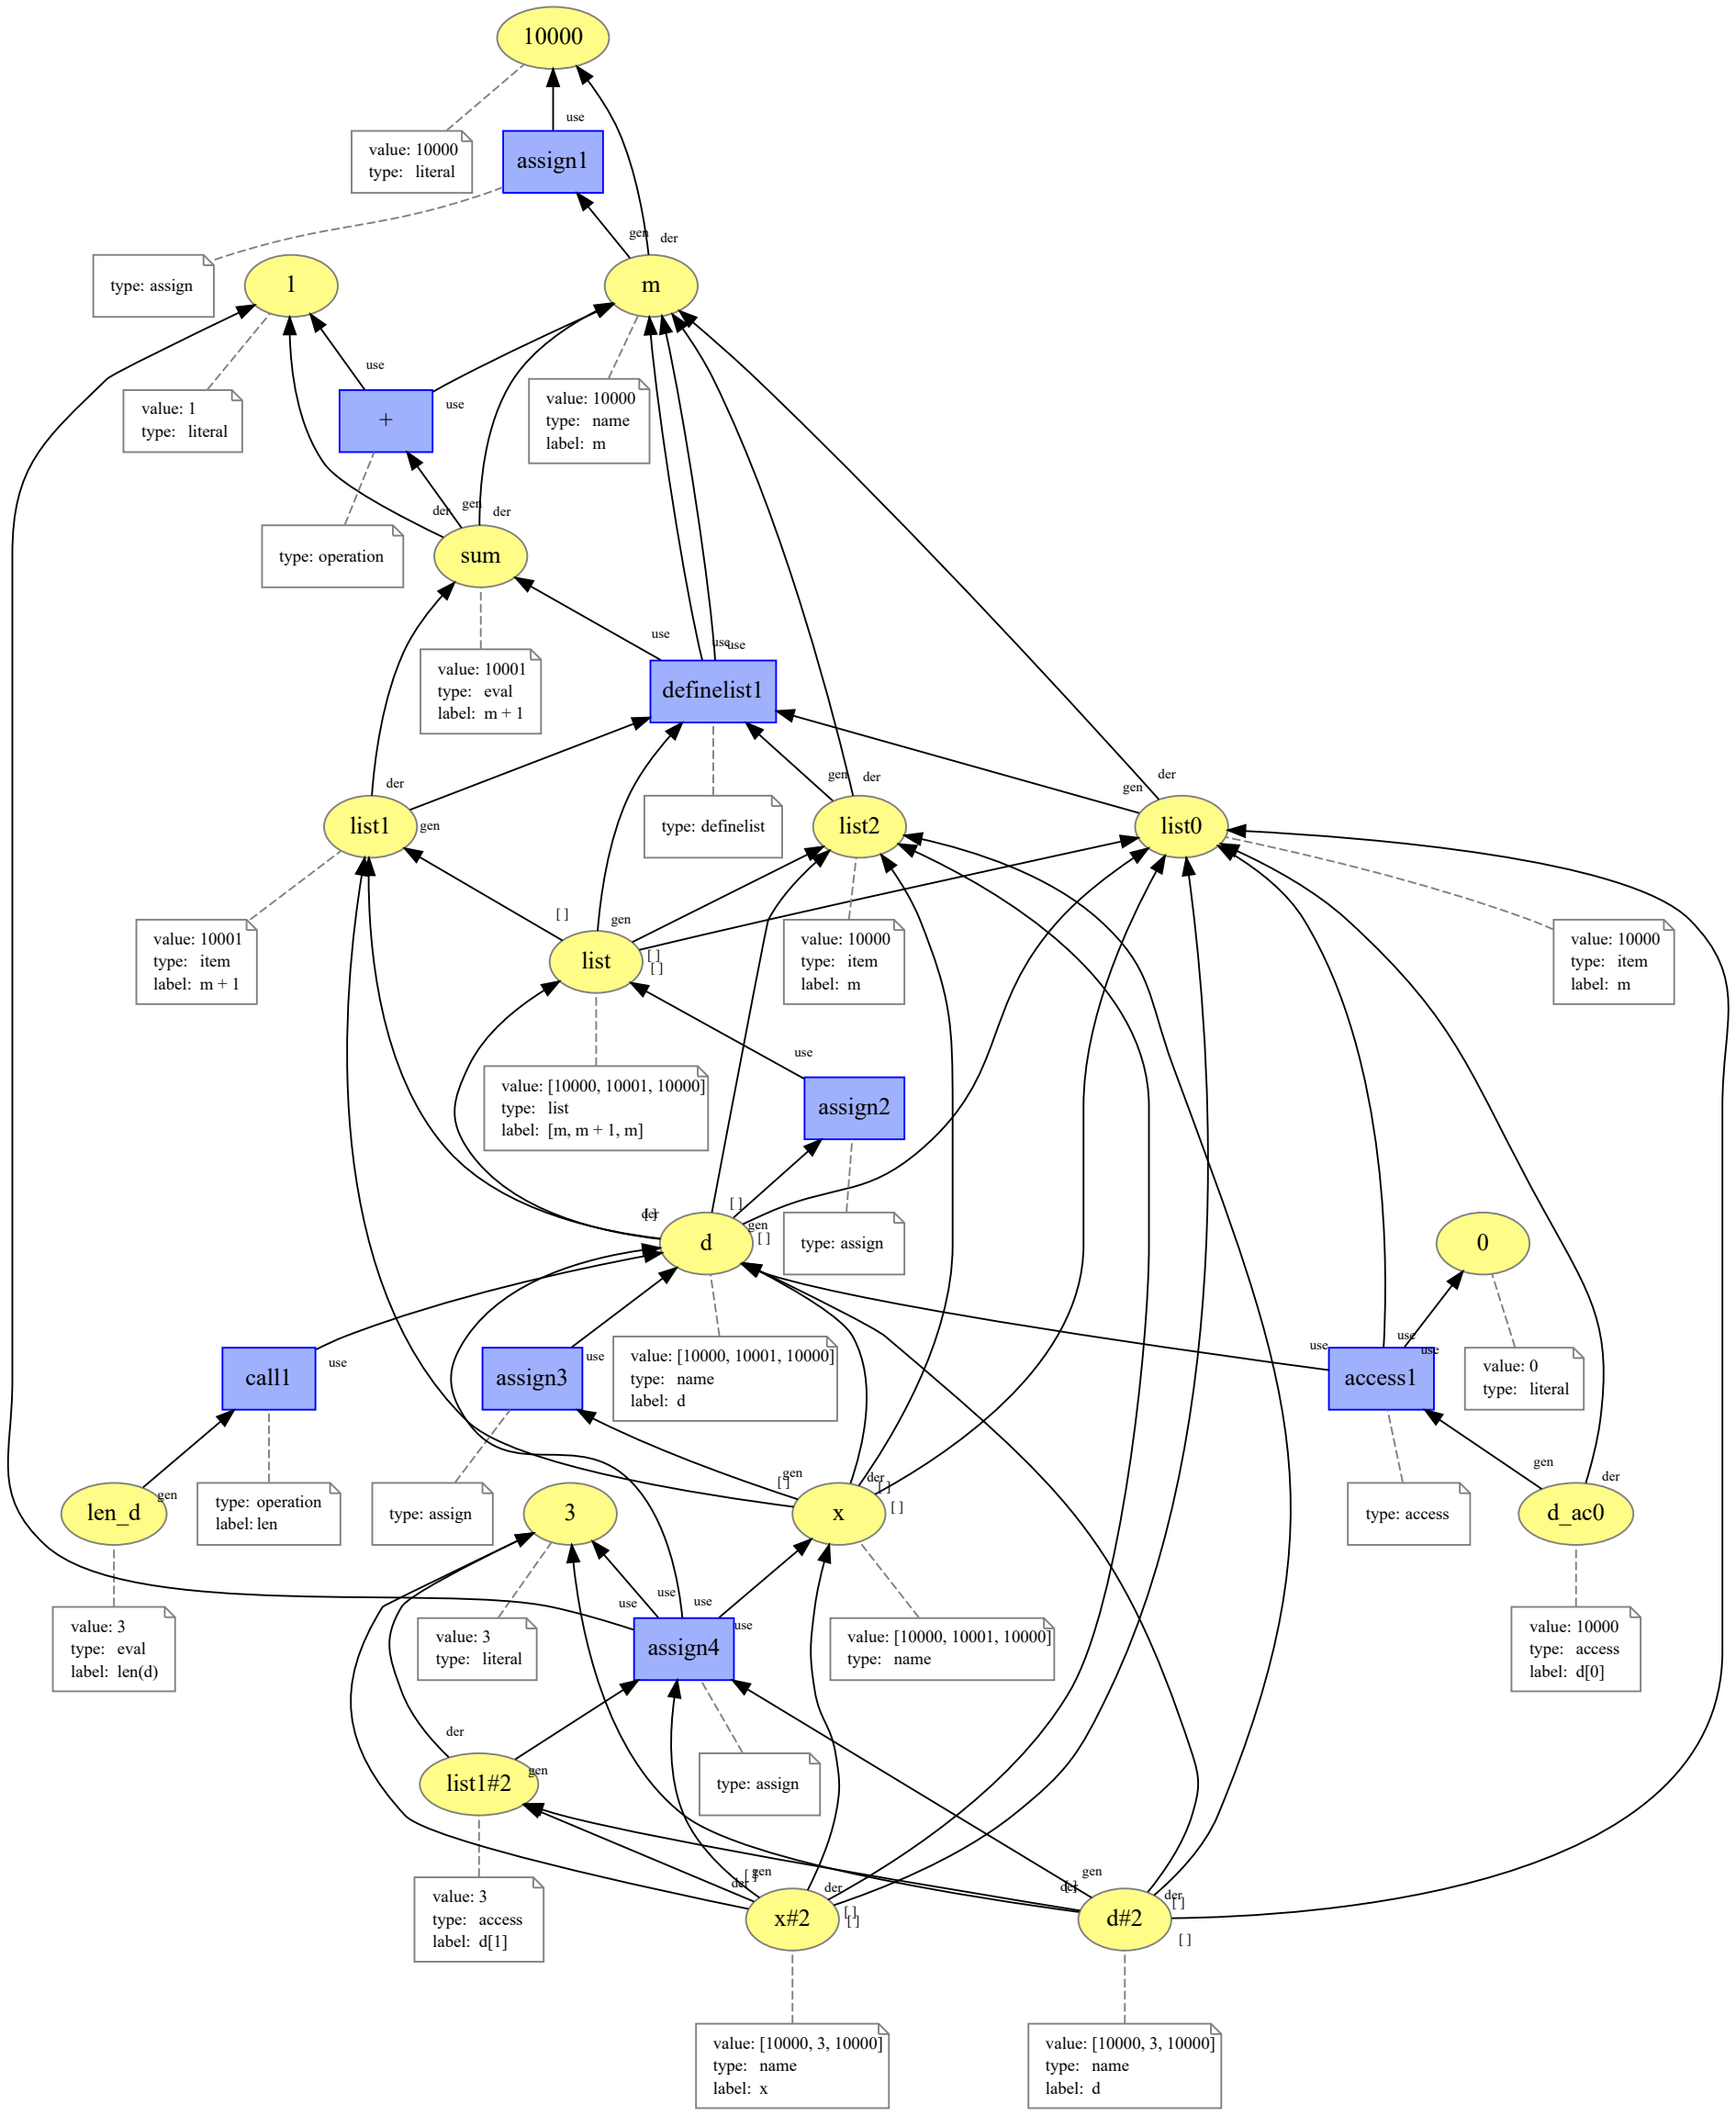 10000
use
value: 10000
type: literal
assign1
gen
der
type: assign
1
m
use
use
value: 1
type: literal
+
value: 10000
type: name
label: m
der
gen
der
type: operation
sum
use
use
use
value: 10001
type: eval
label: m + 1
definelist1
der
gen
der
gen
der
list1
gen
type: definelist
list2
list0
[ ]
gen
[ ]
[ ]
value: 10001
type: item
label: m + 1
list
value: 10000
type: item
label: m
value: 10000
type: item
label: m
use
value: [10000, 10001, 10000]
type: list
label: [m, m + 1, m]
assign2
[ ]
der
[ ]
gen
[ ]
type: assign
d
0
use
use
use
use
use
call1
assign3
value: [10000, 10001, 10000]
type: name
label: d
access1
value: 0
type: literal
gen
[ ]
gen
der
[ ]
[ ]
gen
der
len_d
type: operation
label: len
type: assign
3
x
type: access
d_ac0
use
use
use
use
value: 3
type: eval
label: len(d)
value: 3
type: literal
assign4
value: [10000, 10001, 10000]
type: name
value: 10000
type: access
label: d[0]
der
gen
list1#2
type: assign
[ ]
gen
der
der
[ ]
[ ]
der
[ ]
gen
der
[ ]
[ ]
value: 3
type: access
label: d[1]
x#2
d#2
value: [10000, 3, 10000]
type: name
label: x
value: [10000, 3, 10000]
type: name
label: d